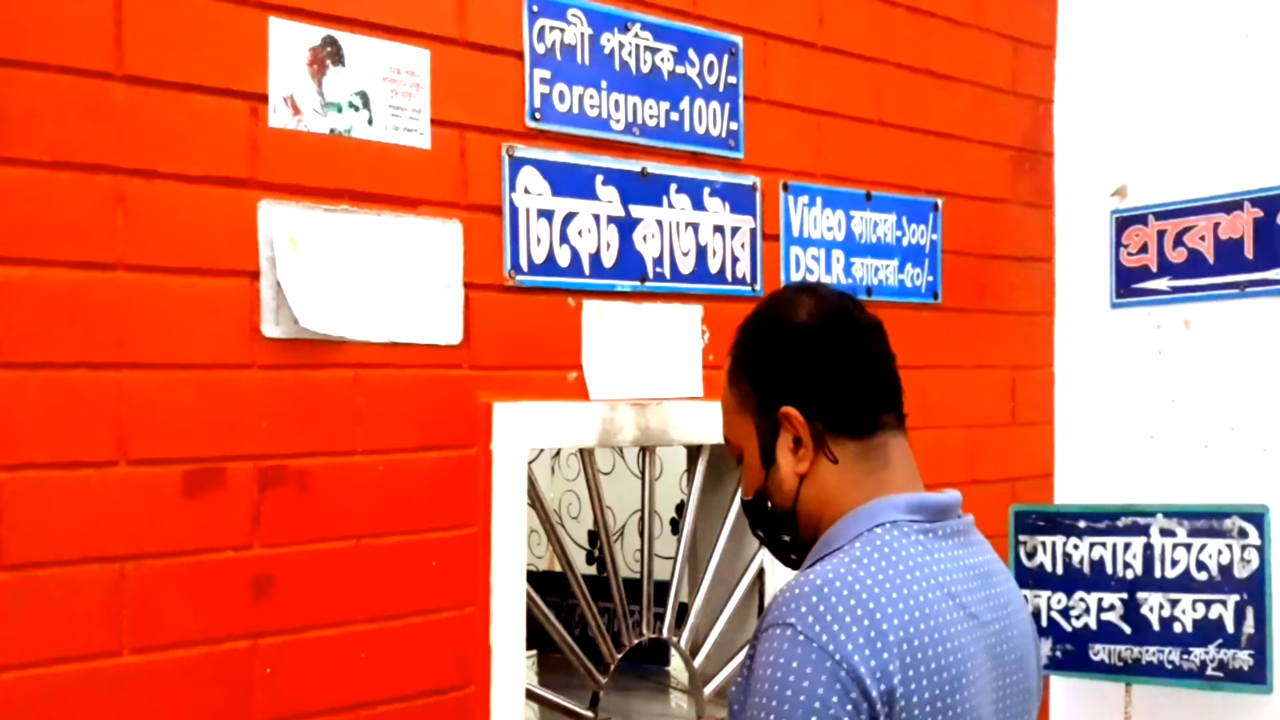 দেশী পর্যটক-২০/-
Foreigner-100/-
টিকেট কাউন্টার
Video ক্যামেরা-১০০/-
DSLR ক্যামেরা-৫০/-
প্রবেশ
আপনার টিকেট
সংগ্রহ করুন।
আদেশক্রমে-কর্তৃপক্ষ